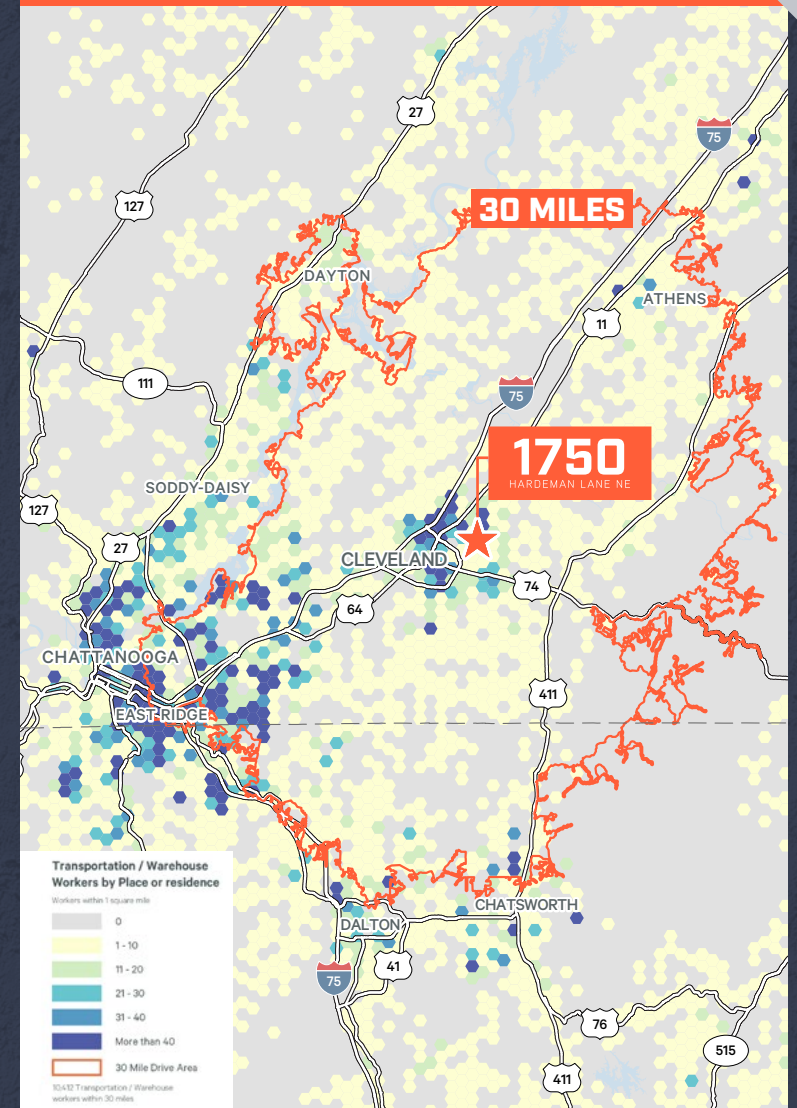 27
75
127
30 MILES
DAYTON
ATHENS
11
111
75
1750
HARDEMAN LANE NE
SODDY-DAISY
127
27
CLEVELAND
74
64
CHATTANOOGA
411
EAST RIDGE
CHATSWORTH
DALTON
41
75
76
515
411
Transportation / Warehouse
Workers by Place or residence
Workers within 1 square mile
0
1 - 10
11 - 20
21 - 30
31 - 40
More than 40
30 Mile Drive Area
10,412 Transportation / Warehouse
workers within 30 miles